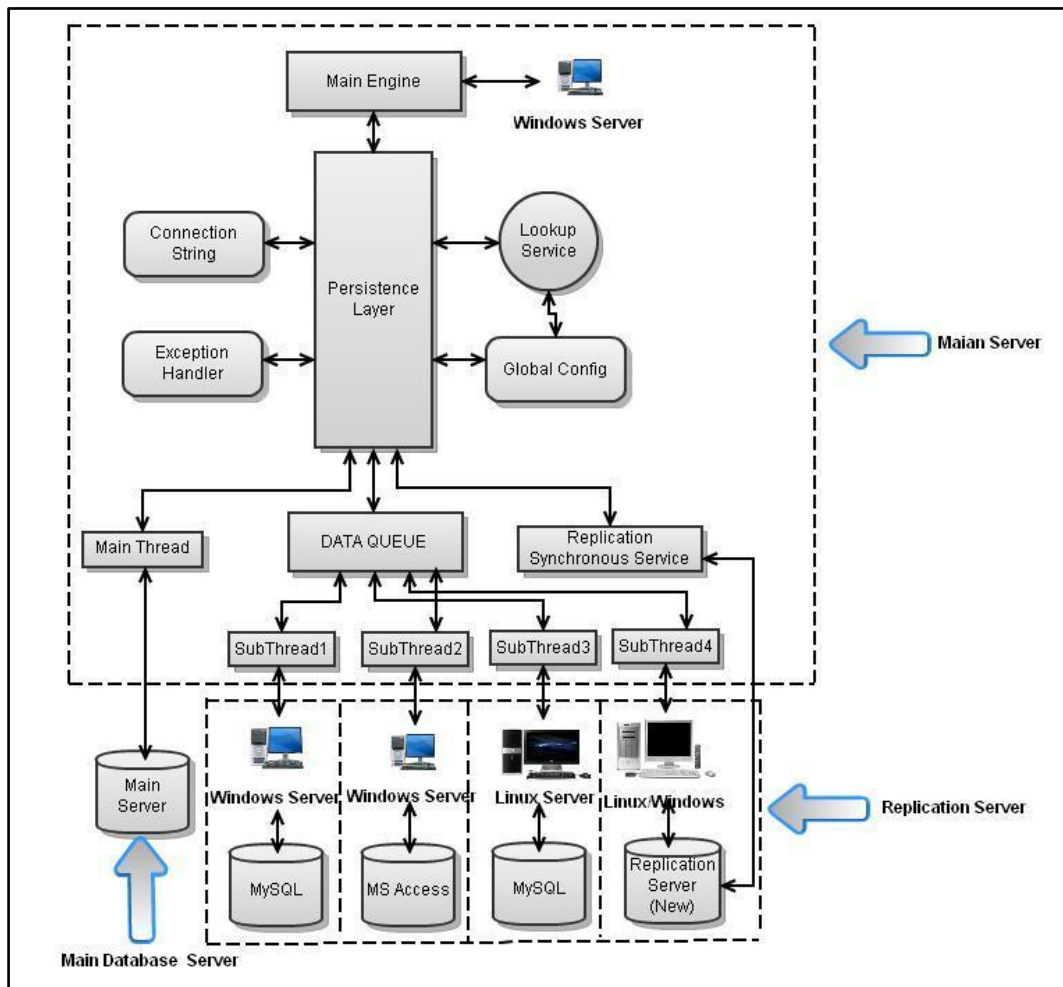 Main Engine
Windows Server
Connection
String
Lookup
Service
Persistence
Layer
Exception
Handler
Global Config
Maian Server
Main Thread
DATA QUEUE
Replication
Synchronous Service
SubThread1
SubThread2
SubThread3
SubThread4
Main
Server
Windows Server
Windows Server
Linux Server
Linux/Windows
Replication Server
MySQL
MS Access
MySQL
Replication
Server
(New)
Main Database Server